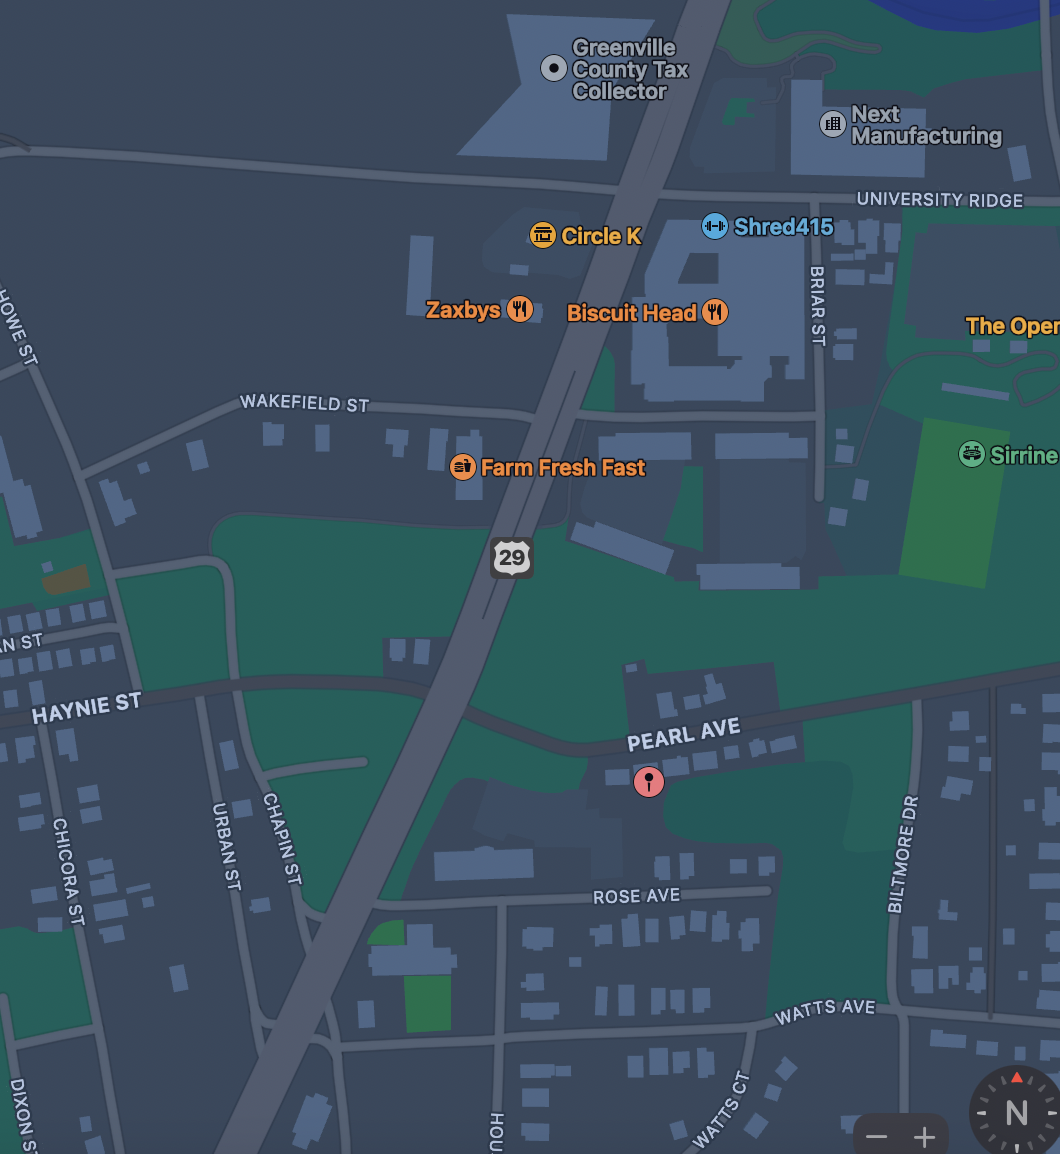 Greenville
County Tax
Collector
Next
Manufacturing
UNIVERSITY RIDGE
Circle K
Shred415
Zaxbys
Biscuit Head
BRIAR ST
HOWE ST
The Oper
WAKEFIELD ST
Farm Fresh Fast
Sirrine
29
AN ST
HAYNIE ST
PEARL AVE
URBAN ST
CHAPIN ST
CHICORA ST
BILTMORE DR
ROSE AVE
WATTS AVE
WATTS CT
DIXON S
HOU
N